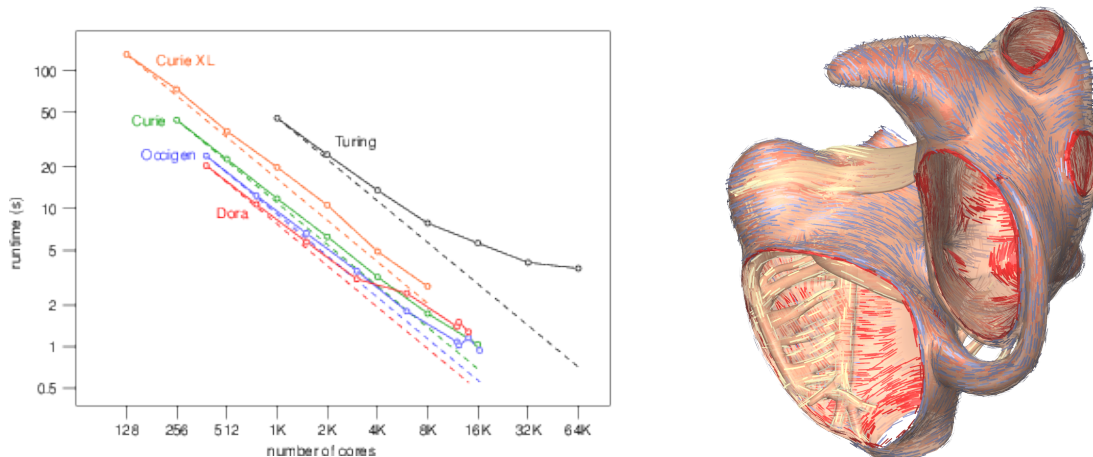 Curie XL
100
50
Curie
Turing
Occigen
20
Dora
10
runtime (s)
5
2
1
0.5
128 256 512 1K 2K 4K 8K 16K 32K 64K
number of cores